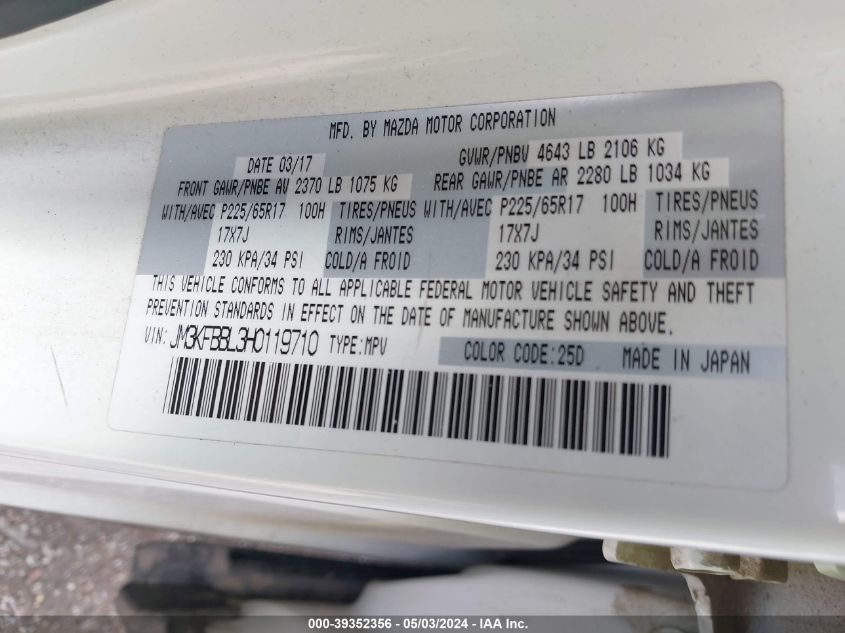 MFD. BY MAZDA MOTOR CORPORATION
DATE 03/17 GVWR/PNBV 4643 LB 2106 KG
FRONT GAWR/PNBE AV 2370 LB 1075 KG REAR GAWR/PNBE AR 2280 LB 1034 KG
WITH/AVEC P225/65R17 100H TIRES/PNEUS WITH/AVEC P225/65R17 100H TIRES/PNEUS
17X7J RIMS/JANTES 17X7J RIMS/JANTES
230 KPA/34 PSI COLD/A FROID 230 KPA/34 PSI COLD/A FROID
THIS VEHICLE CONFORMS TO ALL APPLICABLE FEDERAL MOTOR VEHICLE SAFETY AND THEFT
PREVENTION STANDARDS IN EFFECT ON THE DATE OF MANUFACTURE SHOWN ABOVE.
VIN: JM3KFBBL3H0119710 TYPE:MPV COLOR CODE:25D MADE IN JAPAN
000-39352356 - 05/03/2024 - IAA Inc.